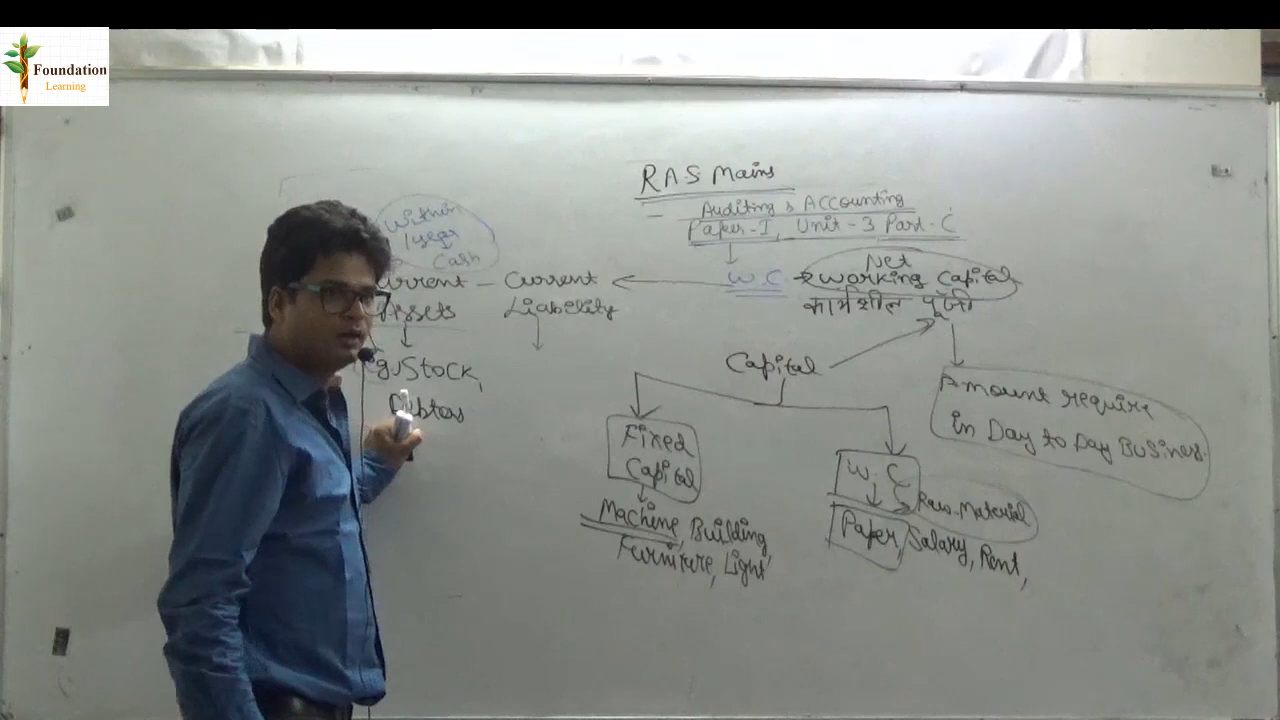 Foundation
Learning
RAS Mains
Auditing & Accounting
Paper-I, Unit-3 Part-C
Within
1 year
Cash
Current
Assets
- Current
Liability
W.C.
Net
Working Capital
कार्यशील पूँजी
eg. Stock,
Debtors
Capital
Fixed
Capital
Machine, Building,
Furniture, Light
W.C
Raw-Material
Paper, Salary, Rent,
Amount require
in Day to Day Business.